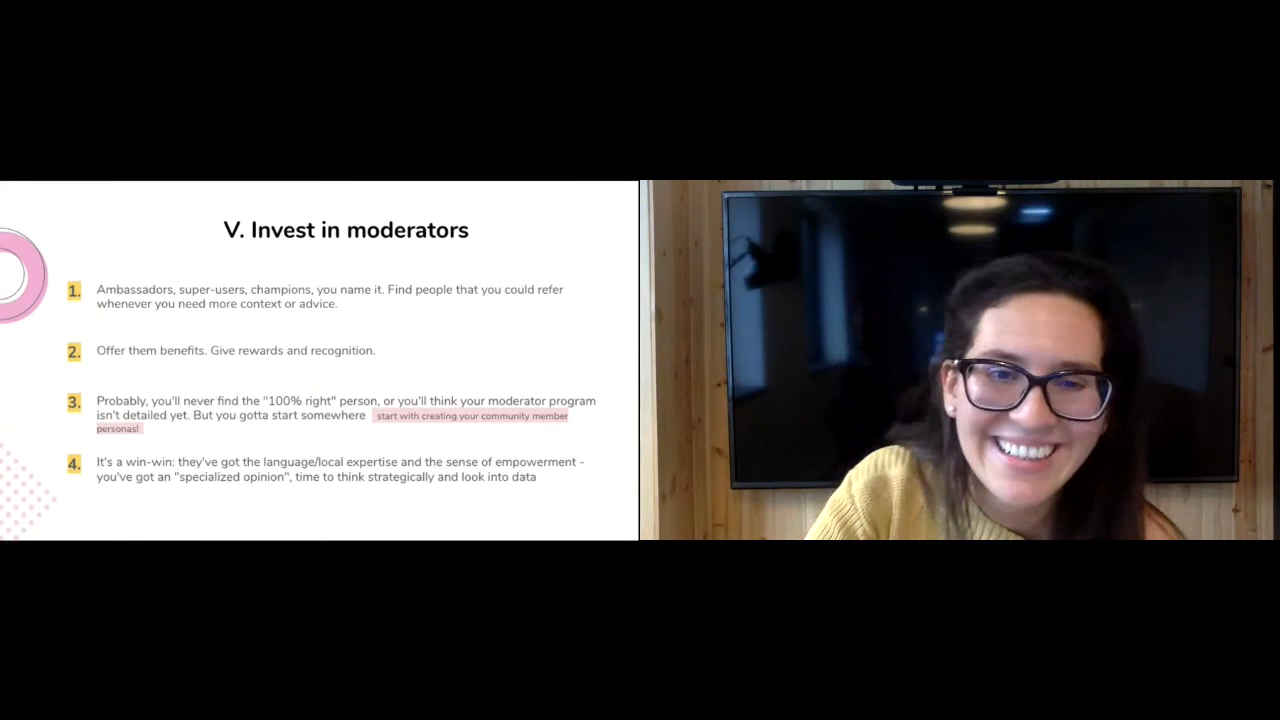 V. Invest in moderators
1.
Ambassadors, super-users, champions, you name it. Find people that you could refer
whenever you need more context or advice.
2.
Offer them benefits. Give rewards and recognition.
3.
Probably, you'll never find the "100% right" person, or you'll think your moderator program
isn't detailed yet. But you gotta start somewhere start with creating your community member
personas!
4.
It's a win-win: they've got the language/local expertise and the sense of empowerment -
you've got an "specialized opinion", time to think strategically and look into data